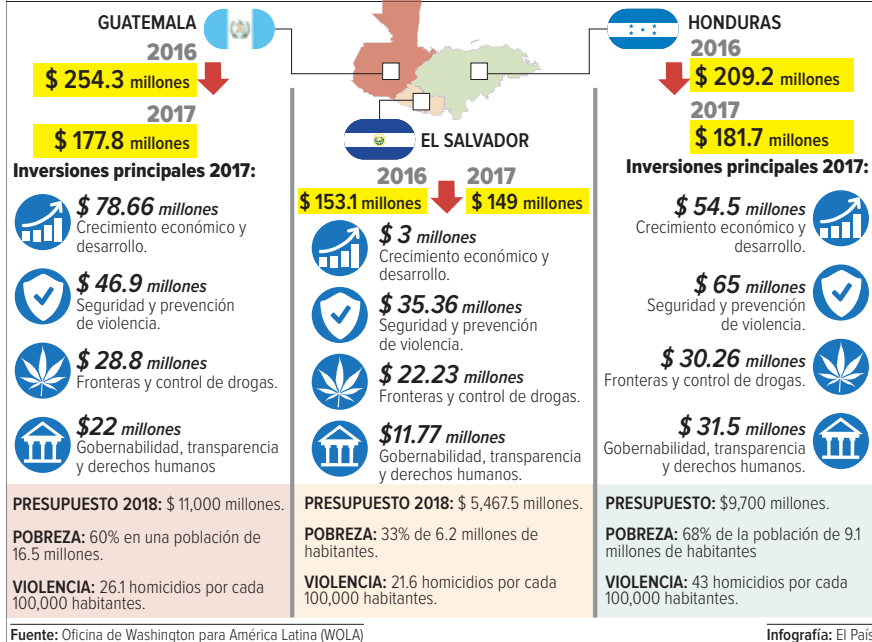 GUATEMALA
2016
$ 254.3 millones
2017
$ 177.8 millones
Inversiones principales 2017:
$ 78.66 millones
Crecimiento económico y
desarrollo.
$ 46.9 millones
Seguridad y prevención
de violencia.
$ 28.8 millones
Fronteras y control de drogas.
$22 millones
Gobernabilidad, transparencia
y derechos humanos
PRESUPUESTO 2018: $ 11,000 millones.
POBREZA: 60% en una población de
16.5 millones.
VIOLENCIA: 26.1 homicidios por cada
100,000 habitantes.
EL SALVADOR
2016 2017
$ 153.1 millones $ 149 millones
$ 3 millones
Crecimiento económico y
desarrollo.
$ 35.36 millones
Seguridad y prevención
de violencia.
$ 22.23 millones
Fronteras y control de drogas.
$11.77 millones
Gobernabilidad, transparencia
y derechos humanos.
PRESUPUESTO 2018: $ 5,467.5 millones.
POBREZA: 33% de 6.2 millones de
habitantes.
VIOLENCIA: 21.6 homicidios por cada
100,000 habitantes.
HONDURAS
2016
$ 209.2 millones
2017
$ 181.7 millones
Inversiones principales 2017:
$ 54.5 millones
Crecimiento económico y
desarrollo.
$ 65 millones
Seguridad y prevención
de violencia.
$ 30.26 millones
Fronteras y control de drogas.
$ 31.5 millones
Gobernabilidad, transparencia
y derechos humanos.
PRESUPUESTO: $9,700 millones.
POBREZA: 68% de la población de 9.1
millones de habitantes
VIOLENCIA: 43 homicidios por cada
100,000 habitantes.
Fuente: Oficina de Washington para América Latina (WOLA)
Infografía: El País